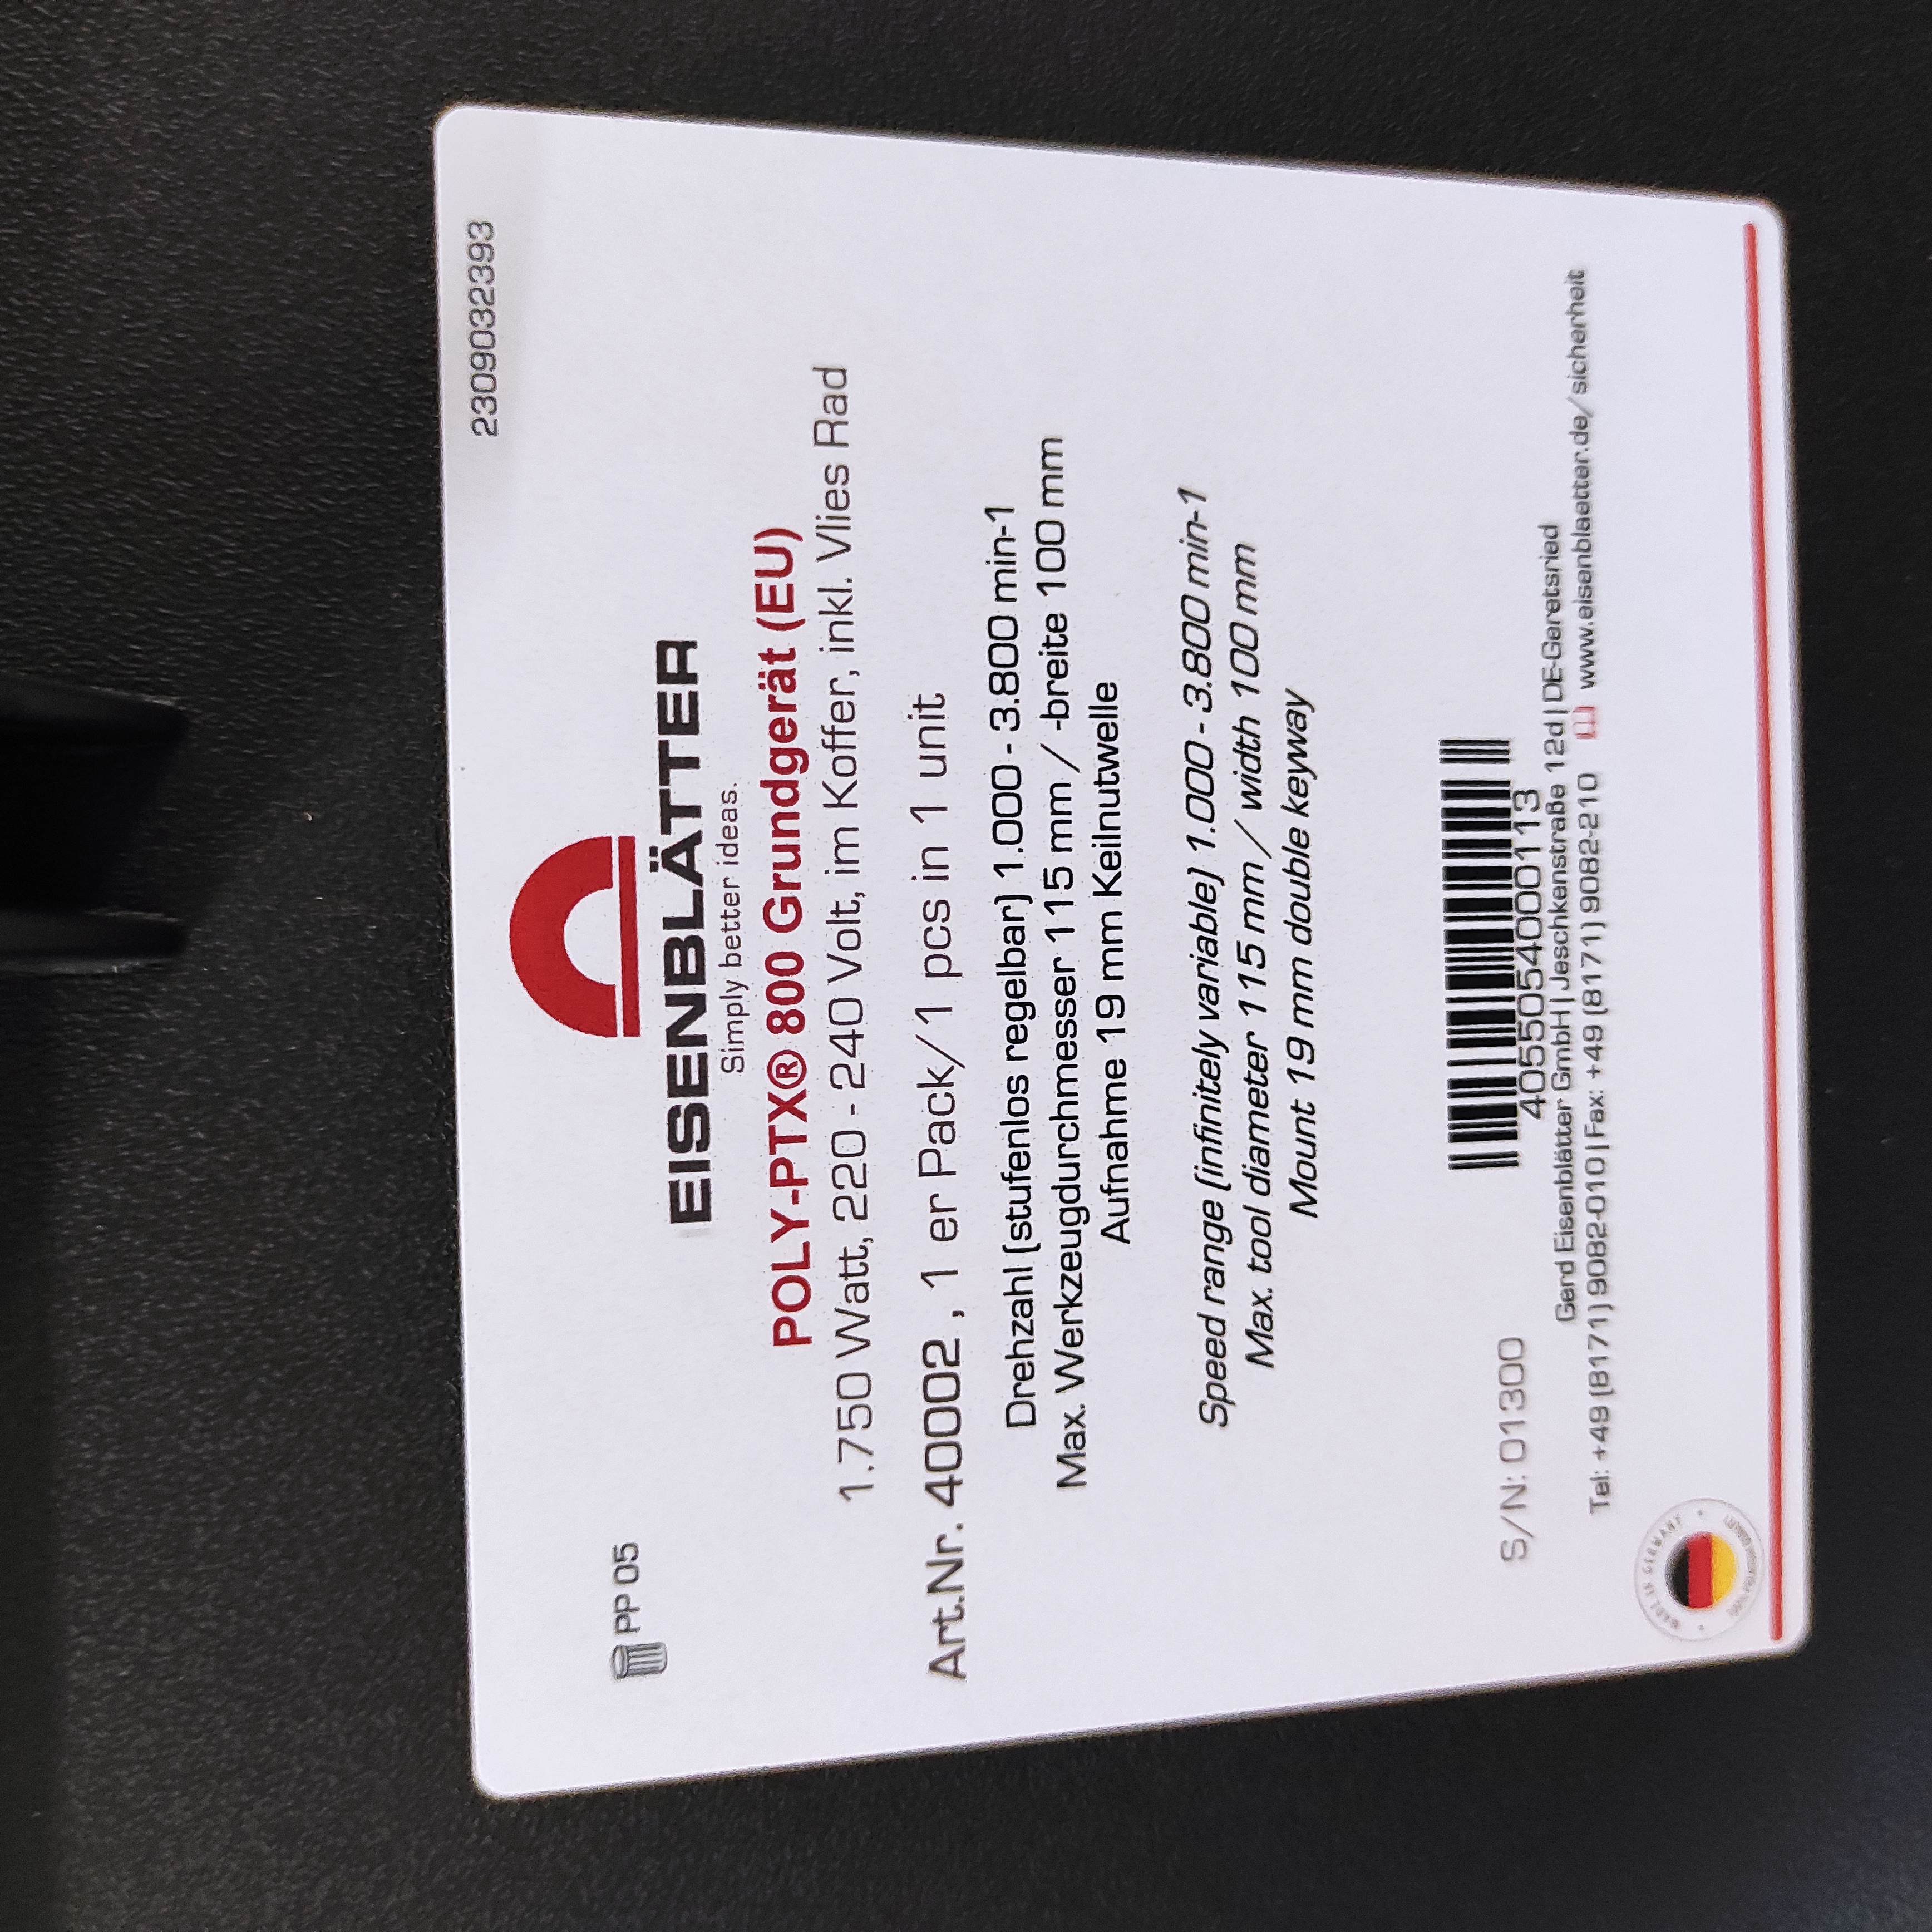 2309032393
PP 05
EISENBLÄTTER
Simply better ideas.
POLY-PTX® 800 Grundgerät (EU)
1.750 Watt, 220 - 240 Volt, im Koffer, inkl. Vlies Rad
Art.Nr. 40002 , 1 er Pack/1 pcs in 1 unit
Drehzahl (stufenlos regelbar) 1.000 - 3.800 min-1
Max. Werkzeugdurchmesser 115 mm / -breite 100 mm
Aufnahme 19 mm Keilnutwelle
Speed range (infinitely variable) 1.000 - 3.800 min-1
Max. tool diameter 115 mm / width 100 mm
Mount 19 mm double keyway
S/N: 01300
4055054000113
Gerd Eisenblätter GmbH | Jeschkenstraße 12d | DE-Geretsried
Tel: +49 (8171) 9082-010 | Fax: +49 (8171) 9082-210 www.eisenblaetter.de/sicherheit
MADE IN GERMANY